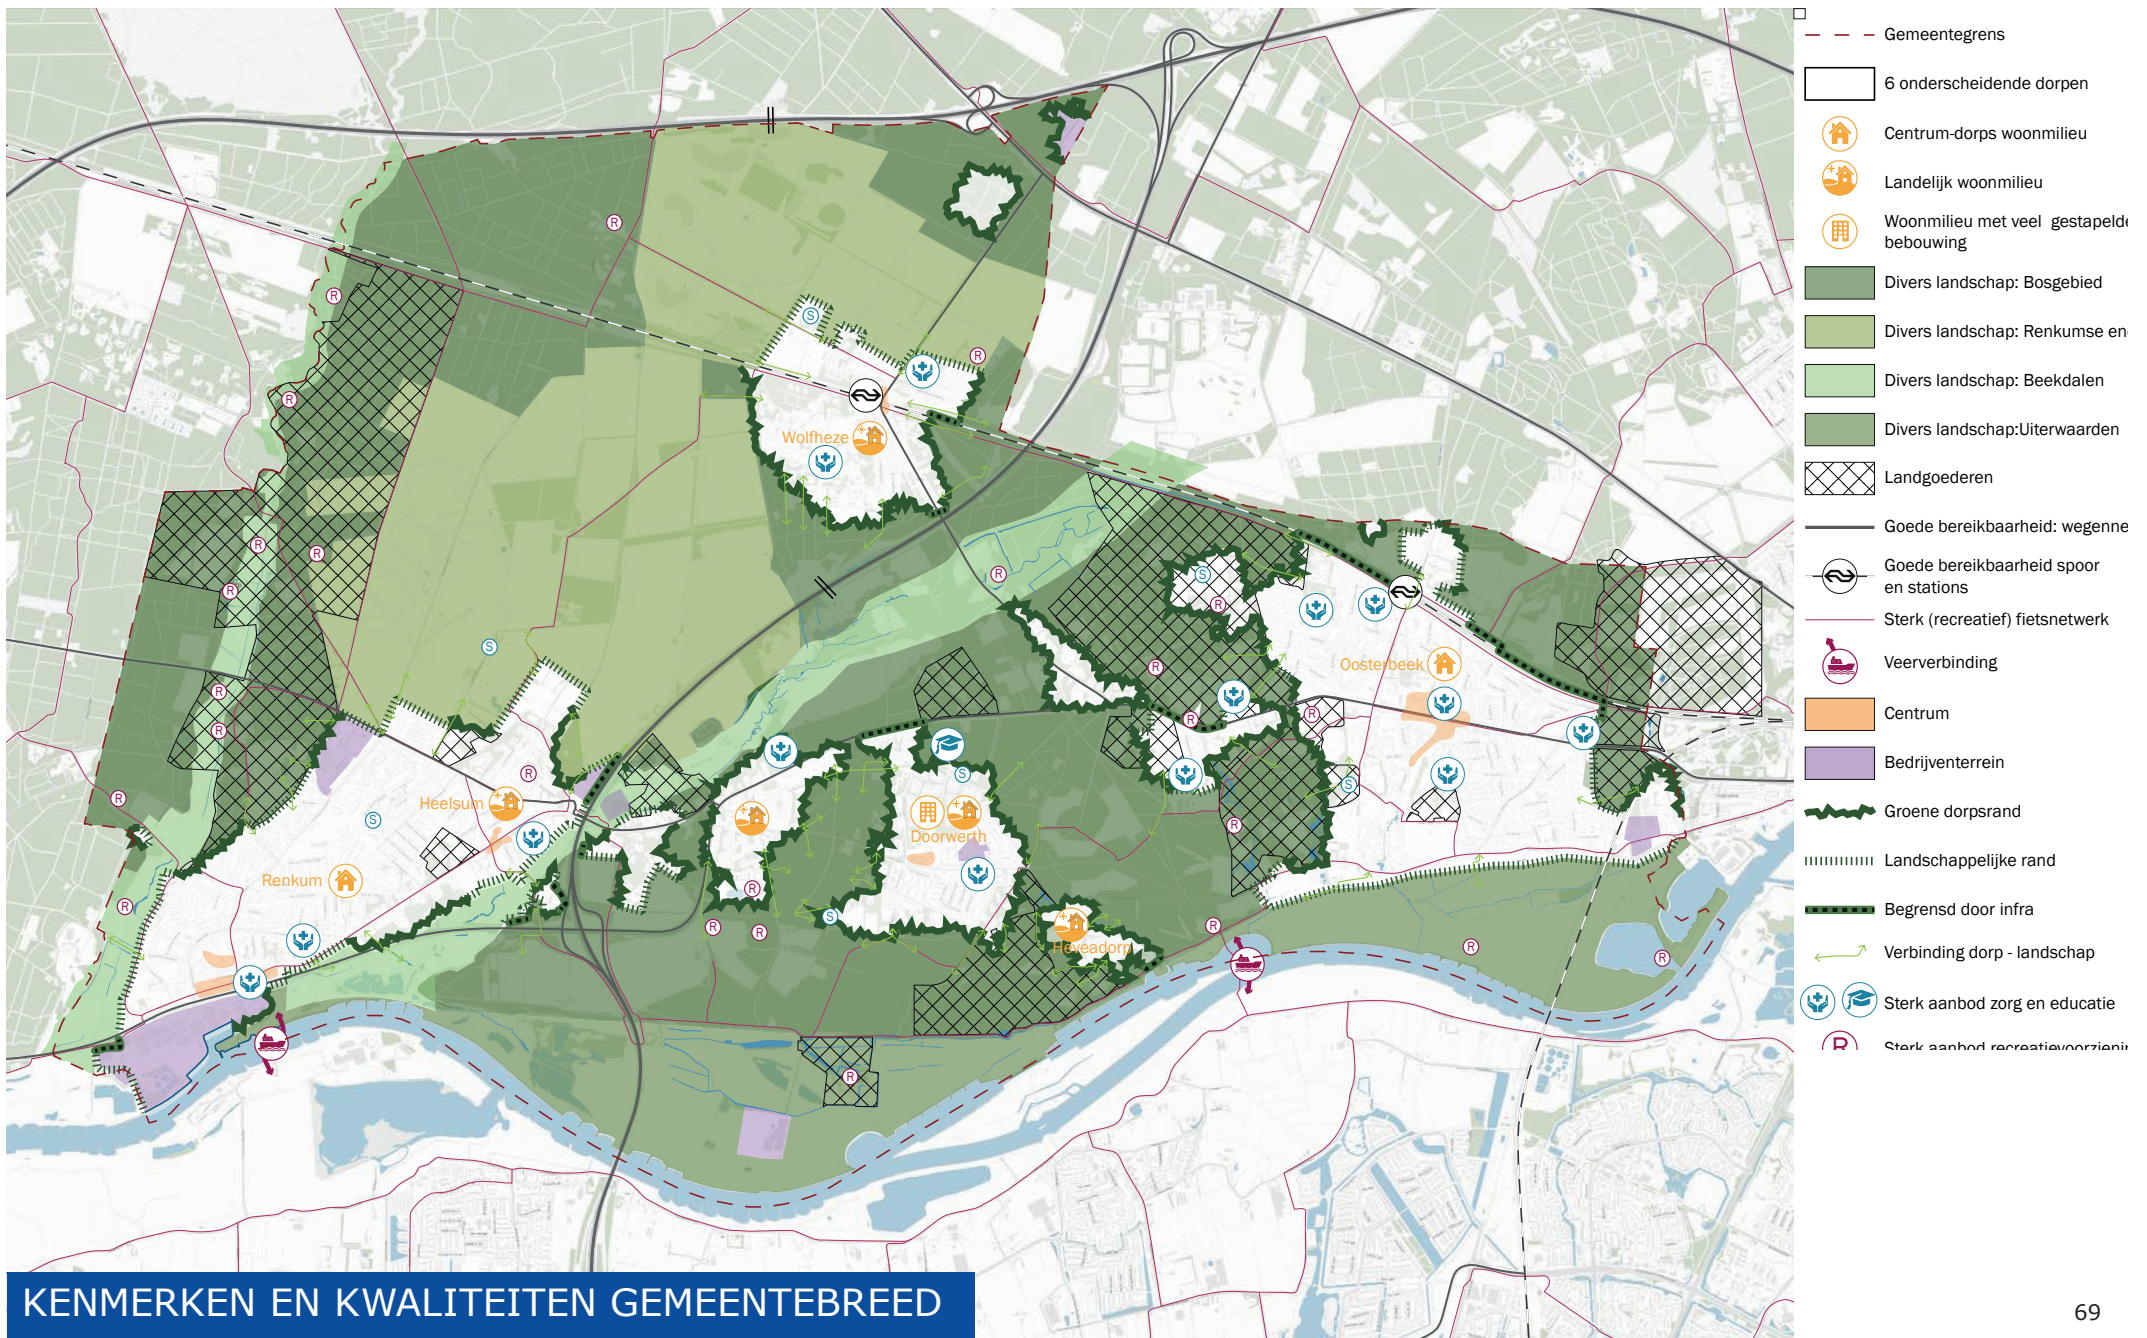 Gemeentegrens
6 onderscheidende dorpen
Centrum-dorps woonmilieu
Landelijk woonmilieu
Woonmilieu met veel gestapelde
bebouwing
Divers landschap: Bosgebied
Divers landschap: Renkumse en
Divers landschap: Beekdalen
Divers landschap:Uiterwaarden
Landgoederen
Goede bereikbaarheid: wegenne
Goede bereikbaarheid spoor
en stations
Sterk (recreatief) fietsnetwerk
Veerverbinding
Centrum
Bedrijventerrein
Groene dorpsrand
Landschappelijke rand
Begrensd door infra
Verbinding dorp - landschap
Sterk aanbod zorg en educatie
R Sterk aanbod recreatievoorzienin
Wolfheze
Oosterbeek
Heelsum
Doorwerth
Renkum
Heveadorp
KENMERKEN EN KWALITEITEN GEMEENTEBREED
69